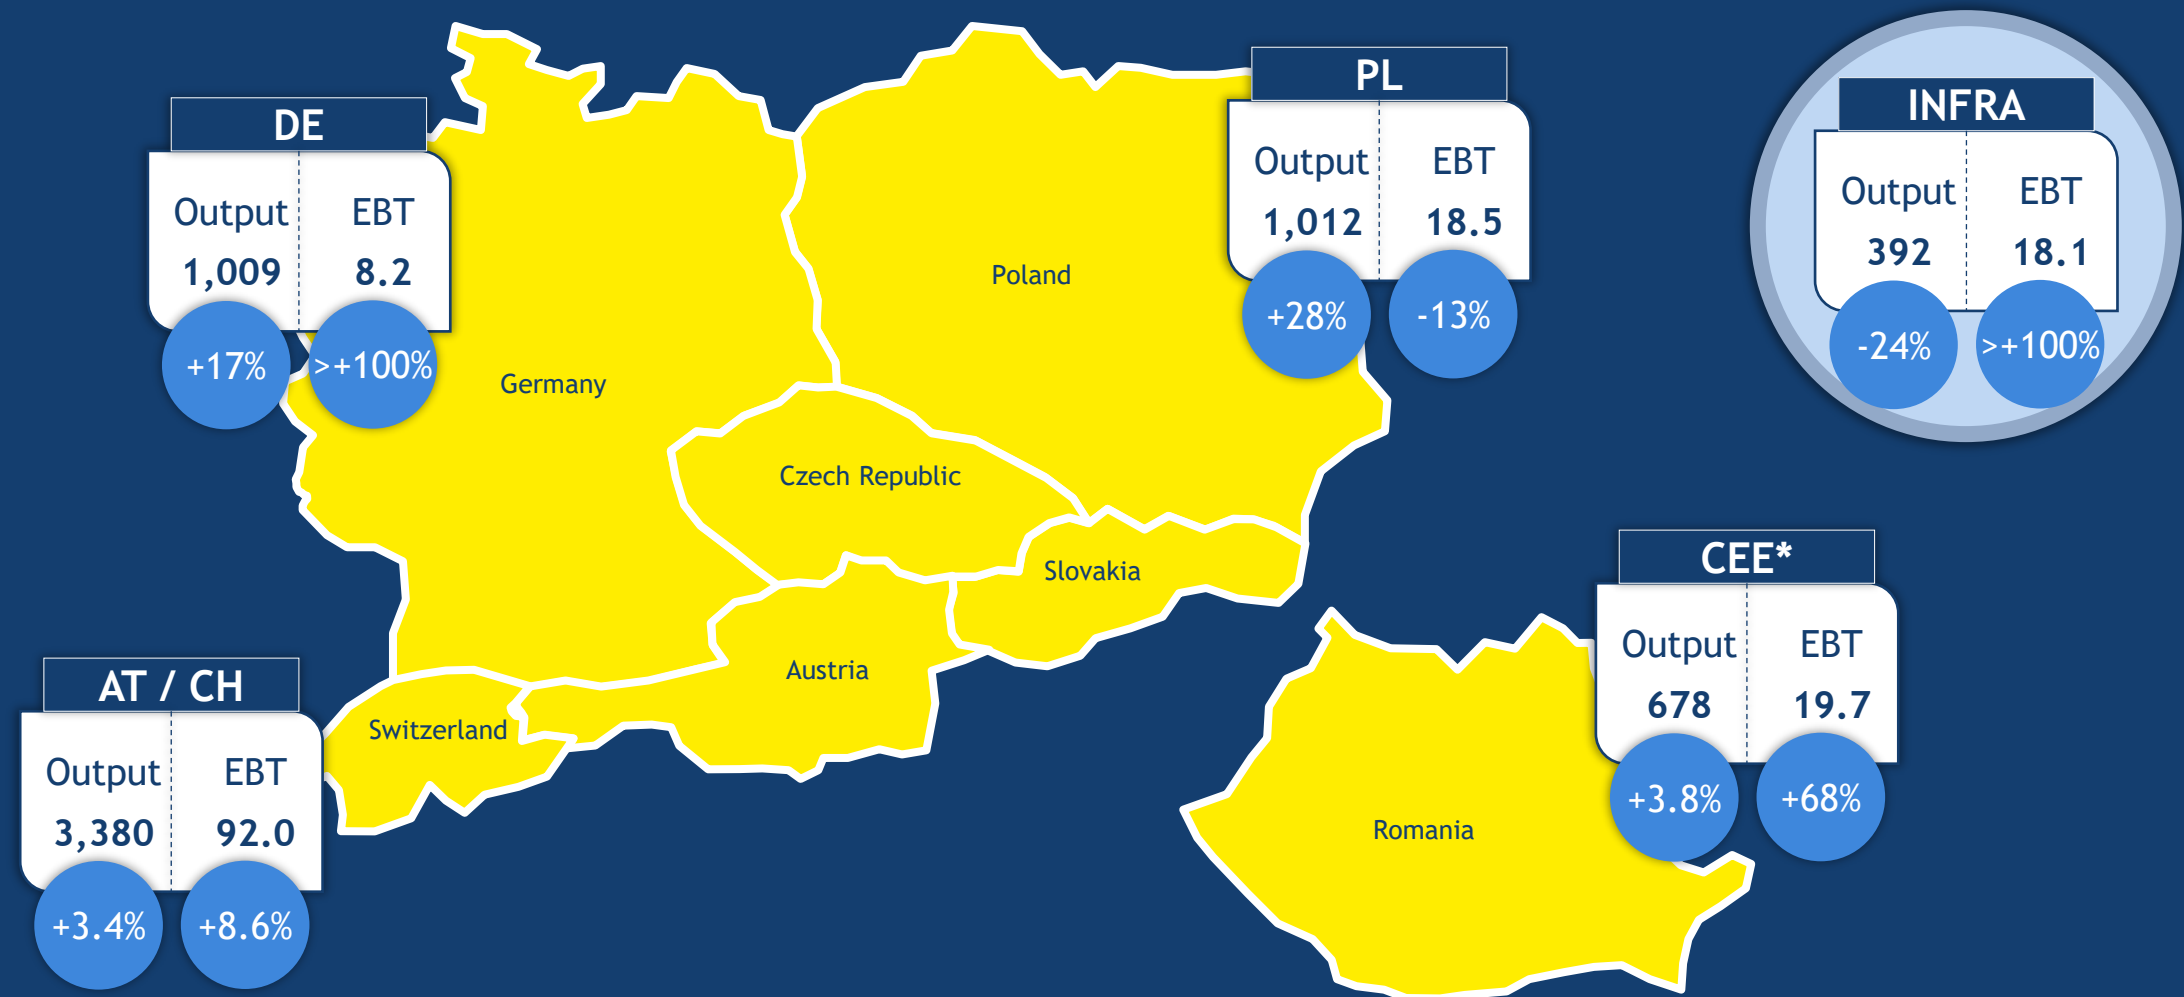 DE
Output EBT
1,009 8.2
+17% >+100%
PL
Output EBT
1,012 18.5
+28% -13%
INFRA
Output EBT
392 18.1
-24% >+100%
Germany
Poland
Czech Republic
Slovakia
Austria
Switzerland
Romania
AT / CH
Output EBT
3,380 92.0
+3.4% +8.6%
CEE*
Output EBT
678 19.7
+3.8% +68%